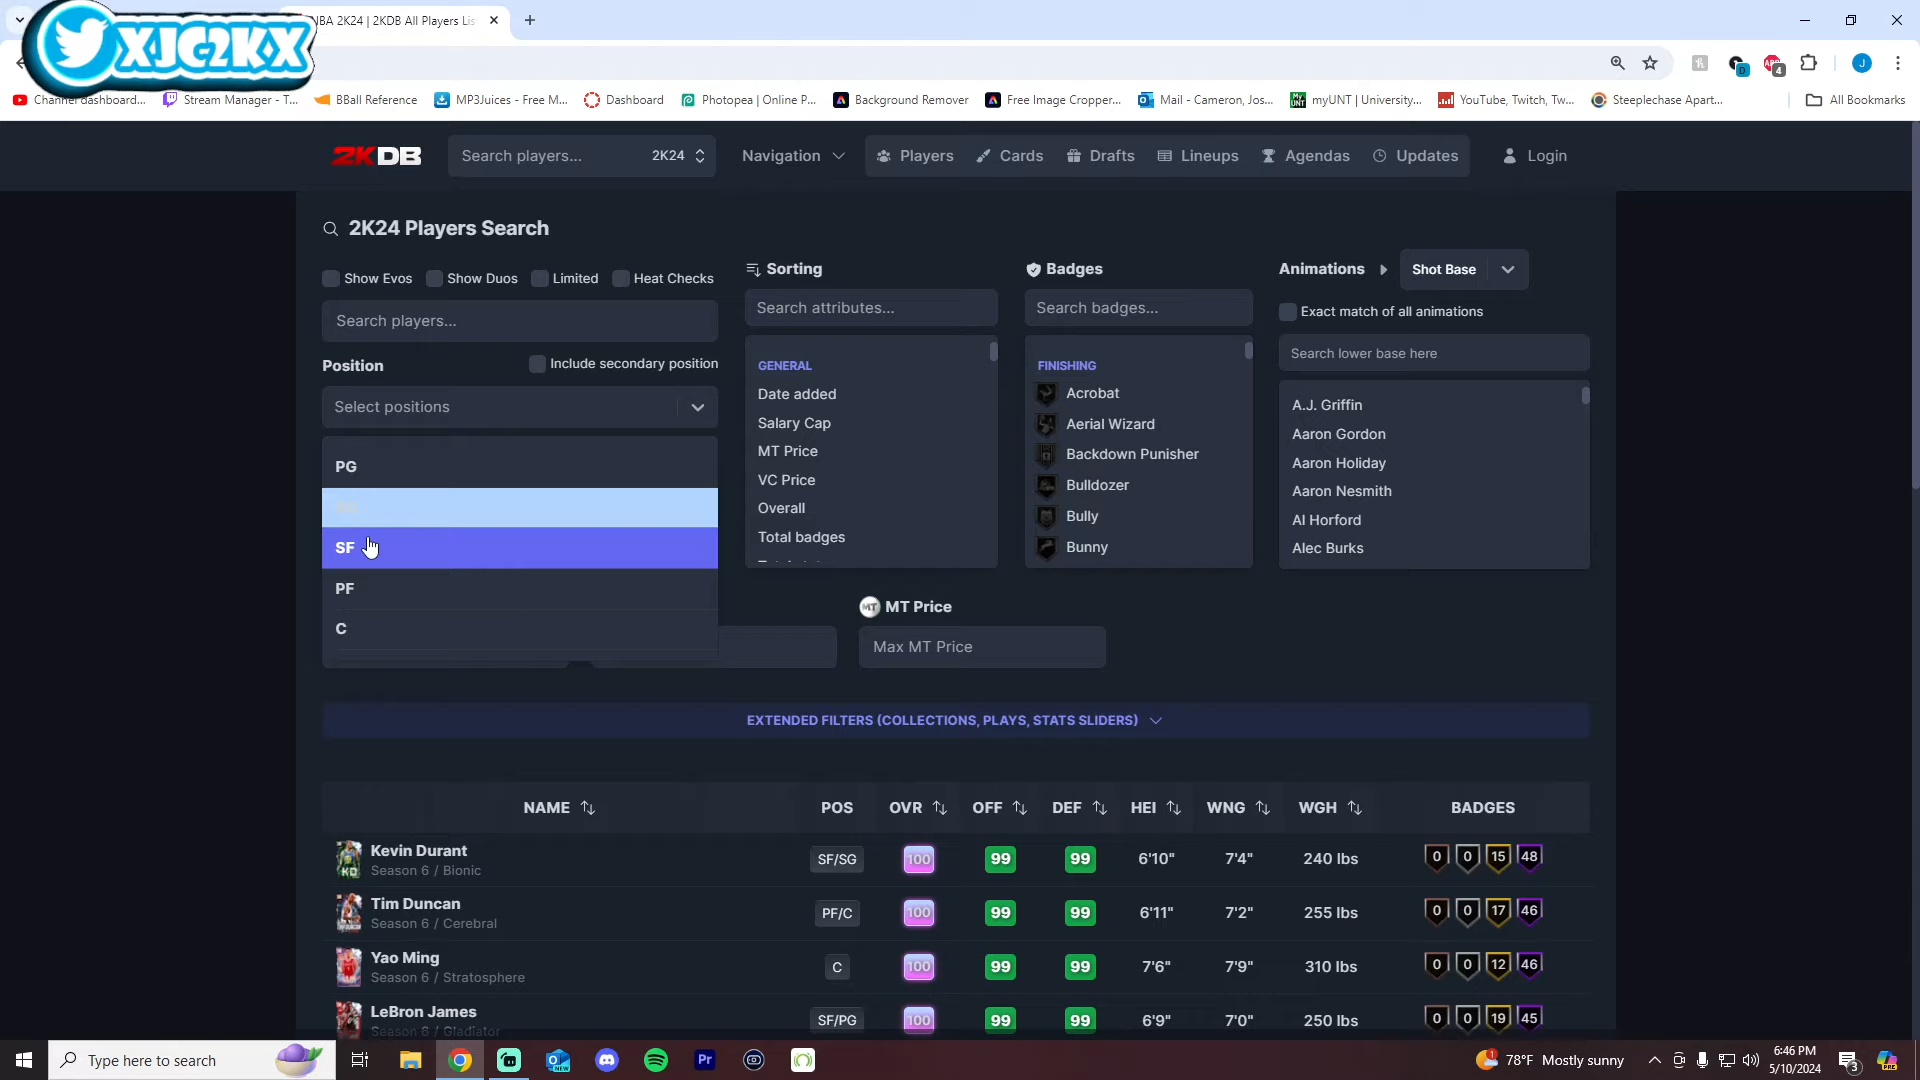 XJC2KX
NBA 2K24 | 2KDB All Players Lis
Channel dashboard...
Stream Manager - T...
BBall Reference
MP3Juices - Free M...
Dashboard
Photopea | Online P...
Background Remover
Free Image Cropper...
Mail - Cameron, Jos...
myUNT | University...
YouTube, Twitch, Tw...
Steeplechase Apart...
All Bookmarks
2KDB
Search players...
2K24
Navigation
Players
Cards
Drafts
Lineups
Agendas
Updates
Login
2K24 Players Search
Show Evos
Show Duos
Limited
Heat Checks
Search players...
Position
Include secondary position
Select positions
PG
SF
PF
C
Sorting
Search attributes...
GENERAL
Date added
Salary Cap
MT Price
VC Price
Overall
Total badges
Badges
Search badges...
FINISHING
Acrobat
Aerial Wizard
Backdown Punisher
Bulldozer
Bully
Bunny
Animations
Shot Base
Exact match of all animations
Search lower base here
A.J. Griffin
Aaron Gordon
Aaron Holiday
Aaron Nesmith
Al Horford
Alec Burks
MT Price
Max MT Price
EXTENDED FILTERS (COLLECTIONS, PLAYS, STATS SLIDERS)
NAME POS OVR OFF DEF HEI WNG WGH BADGES
Kevin Durant
Season 6 / Bionic
SF/SG 100 99 99 6'10" 7'4" 240 lbs 0 0 15 48
Tim Duncan
Season 6 / Cerebral
PF/C 100 99 99 6'11" 7'2" 255 lbs 0 0 17 46
Yao Ming
Season 6 / Stratosphere
C 100 99 99 7'6" 7'9" 310 lbs 0 0 12 46
LeBron James
Season 6 / Gladiator
SF/PG 100 99 99 6'9" 7'0" 250 lbs 0 0 19 45
Type here to search
78°F Mostly sunny
6:46 PM
5/10/2024